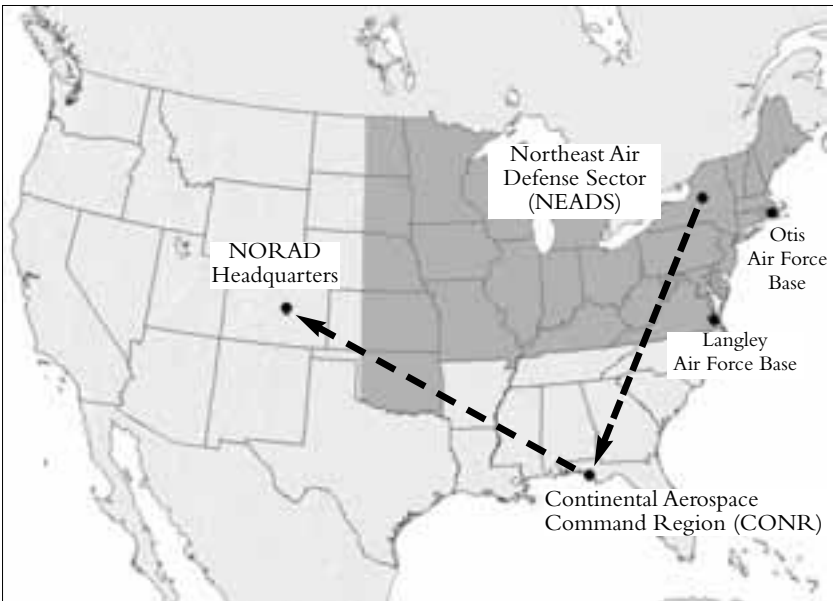 Northeast Air
Defense Sector
(NEADS)
NORAD
Headquarters
Otis
Air Force
Base
Langley
Air Force Base
Continental Aerospace
Command Region (CONR)